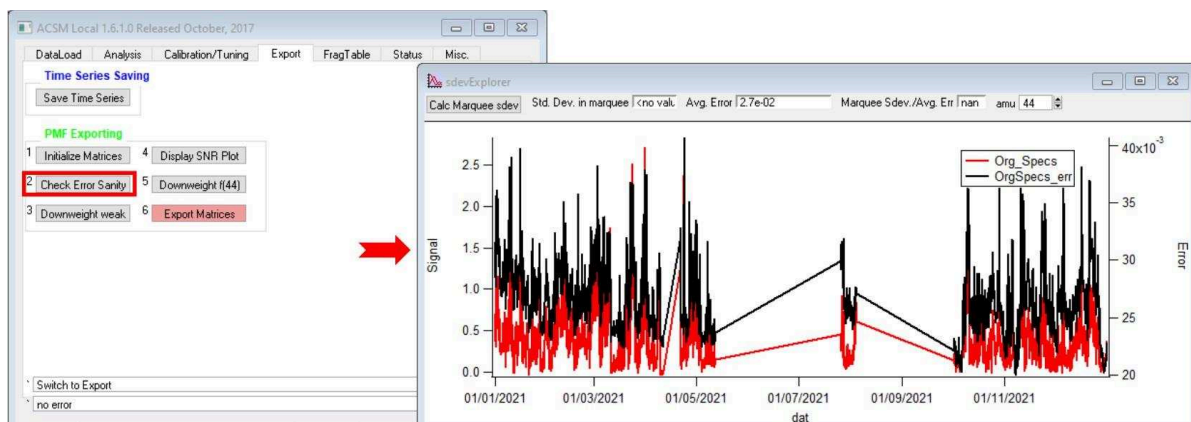 ACSM Local 1.6.1.0 Released October, 2017
DataLoad Analysis Calibration/Tuning Export FragTable Status Misc.
Time Series Saving
Save Time Series
PMF Exporting
1 Initialize Matrices 4 Display SNR Plot
2 Check Error Sanity 5 Downweight f(44)
3 Downweight weak 6 Export Matrices
Switch to Export
no error
sdevExplorer
Calc Marquee sdev Std. Dev. in marquee <no valu Avg. Error 2.7e-02 Marquee Sdev./Avg. Err nan amu 44
Org_Specs
OrgSpecs_err
Signal
2.5
2.0
1.5
1.0
0.5
0.0
40x10-3
35
30
25
20
Error
01/01/2021 01/03/2021 01/05/2021 01/07/2021 01/09/2021 01/11/2021
dat